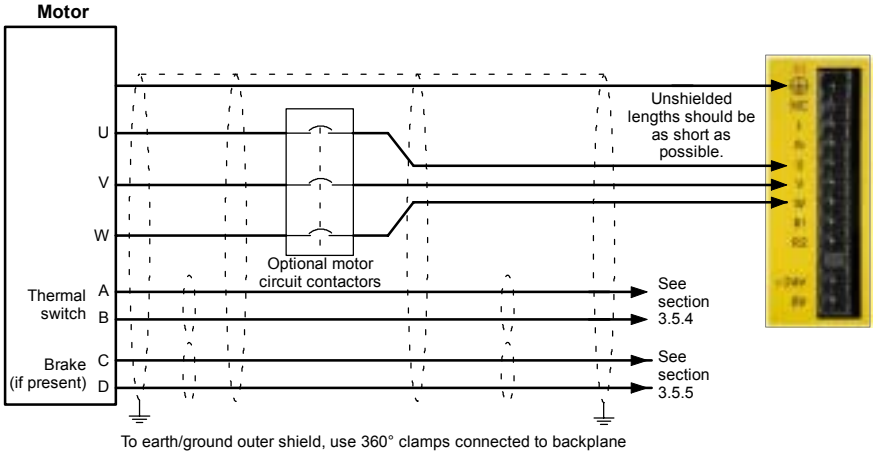 Motor
Unshielded
lengths should be
as short as
possible.
U
V
W
Optional motor
circuit contactors
Thermal
switch
A
B
See
section
3.5.4
Brake
(if present)
C
D
See
section
3.5.5
To earth/ground outer shield, use 360° clamps connected to backplane
U
V
W
R1
R2